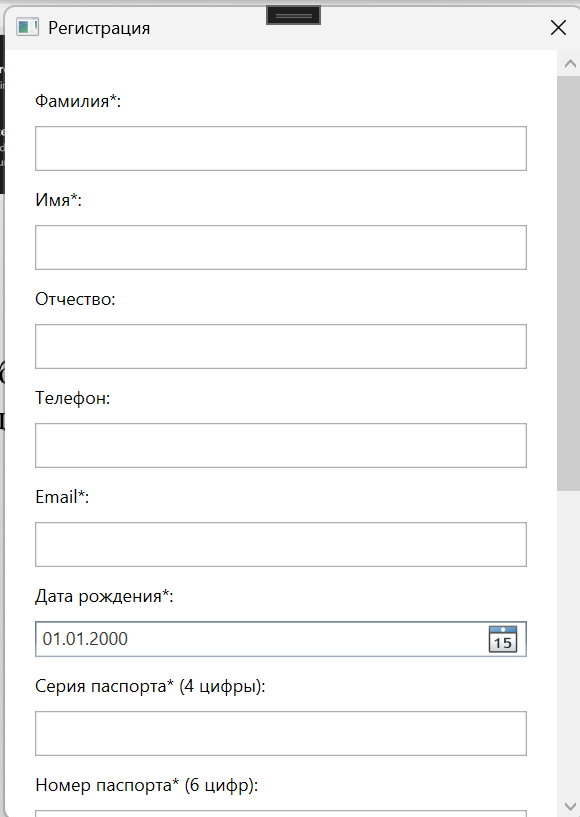 Регистрация
Фамилия*:
Имя*:
Отчество:
Телефон:
Email*:
Дата рождения*:
01.01.2000
15
Серия паспорта* (4 цифры):
Номер паспорта* (6 цифр):